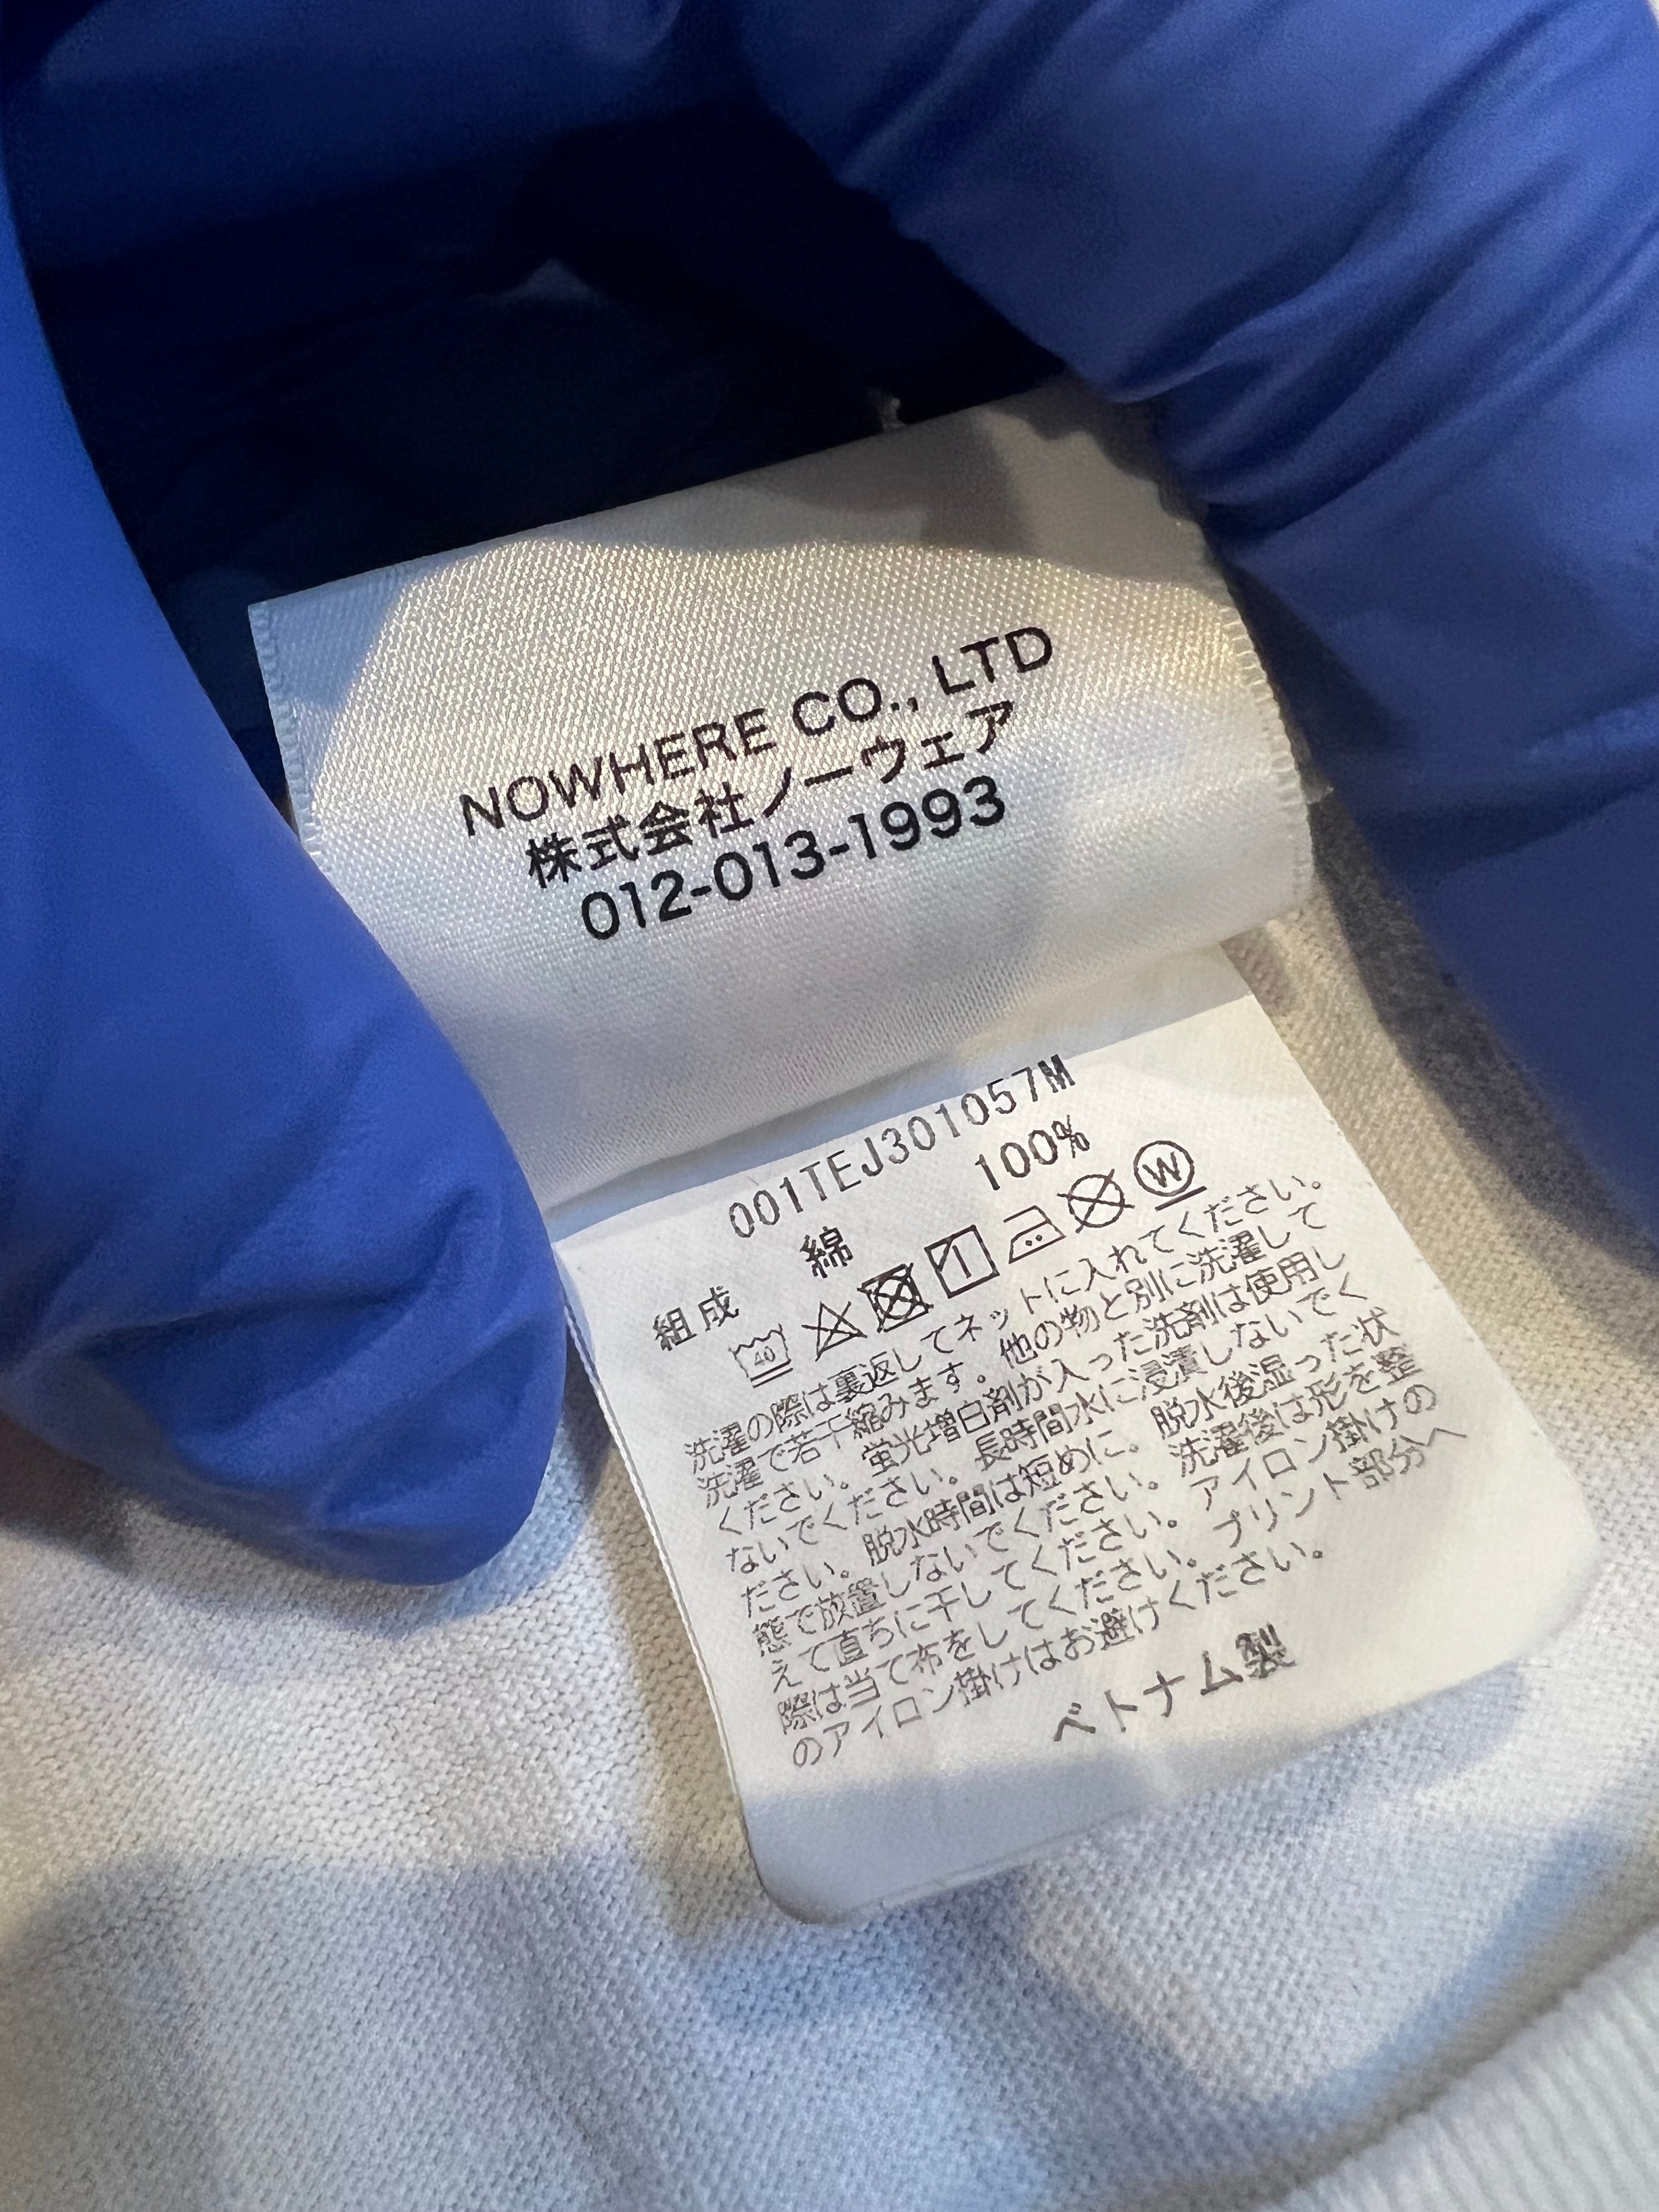 NOWHERE CO., LTD
株式会社ノーウェア
012-013-1993
001TEJ301057M
組成 綿 100%
40 W
洗濯の際は裏返してネットに入れてください。
洗濯で若干縮みます。他の物と別に洗濯して
ください。蛍光増白剤が入った洗剤は使用し
ないでください。長時間水に浸漬しないでく
ださい。脱水時間は短めに。脱水後湿った状
態で放置しないでください。洗濯後は形を整
えて直ちに干してください。アイロン掛けの
際は当て布をしてください。プリント部分へ
のアイロン掛けはお避けください。
ベトナム製